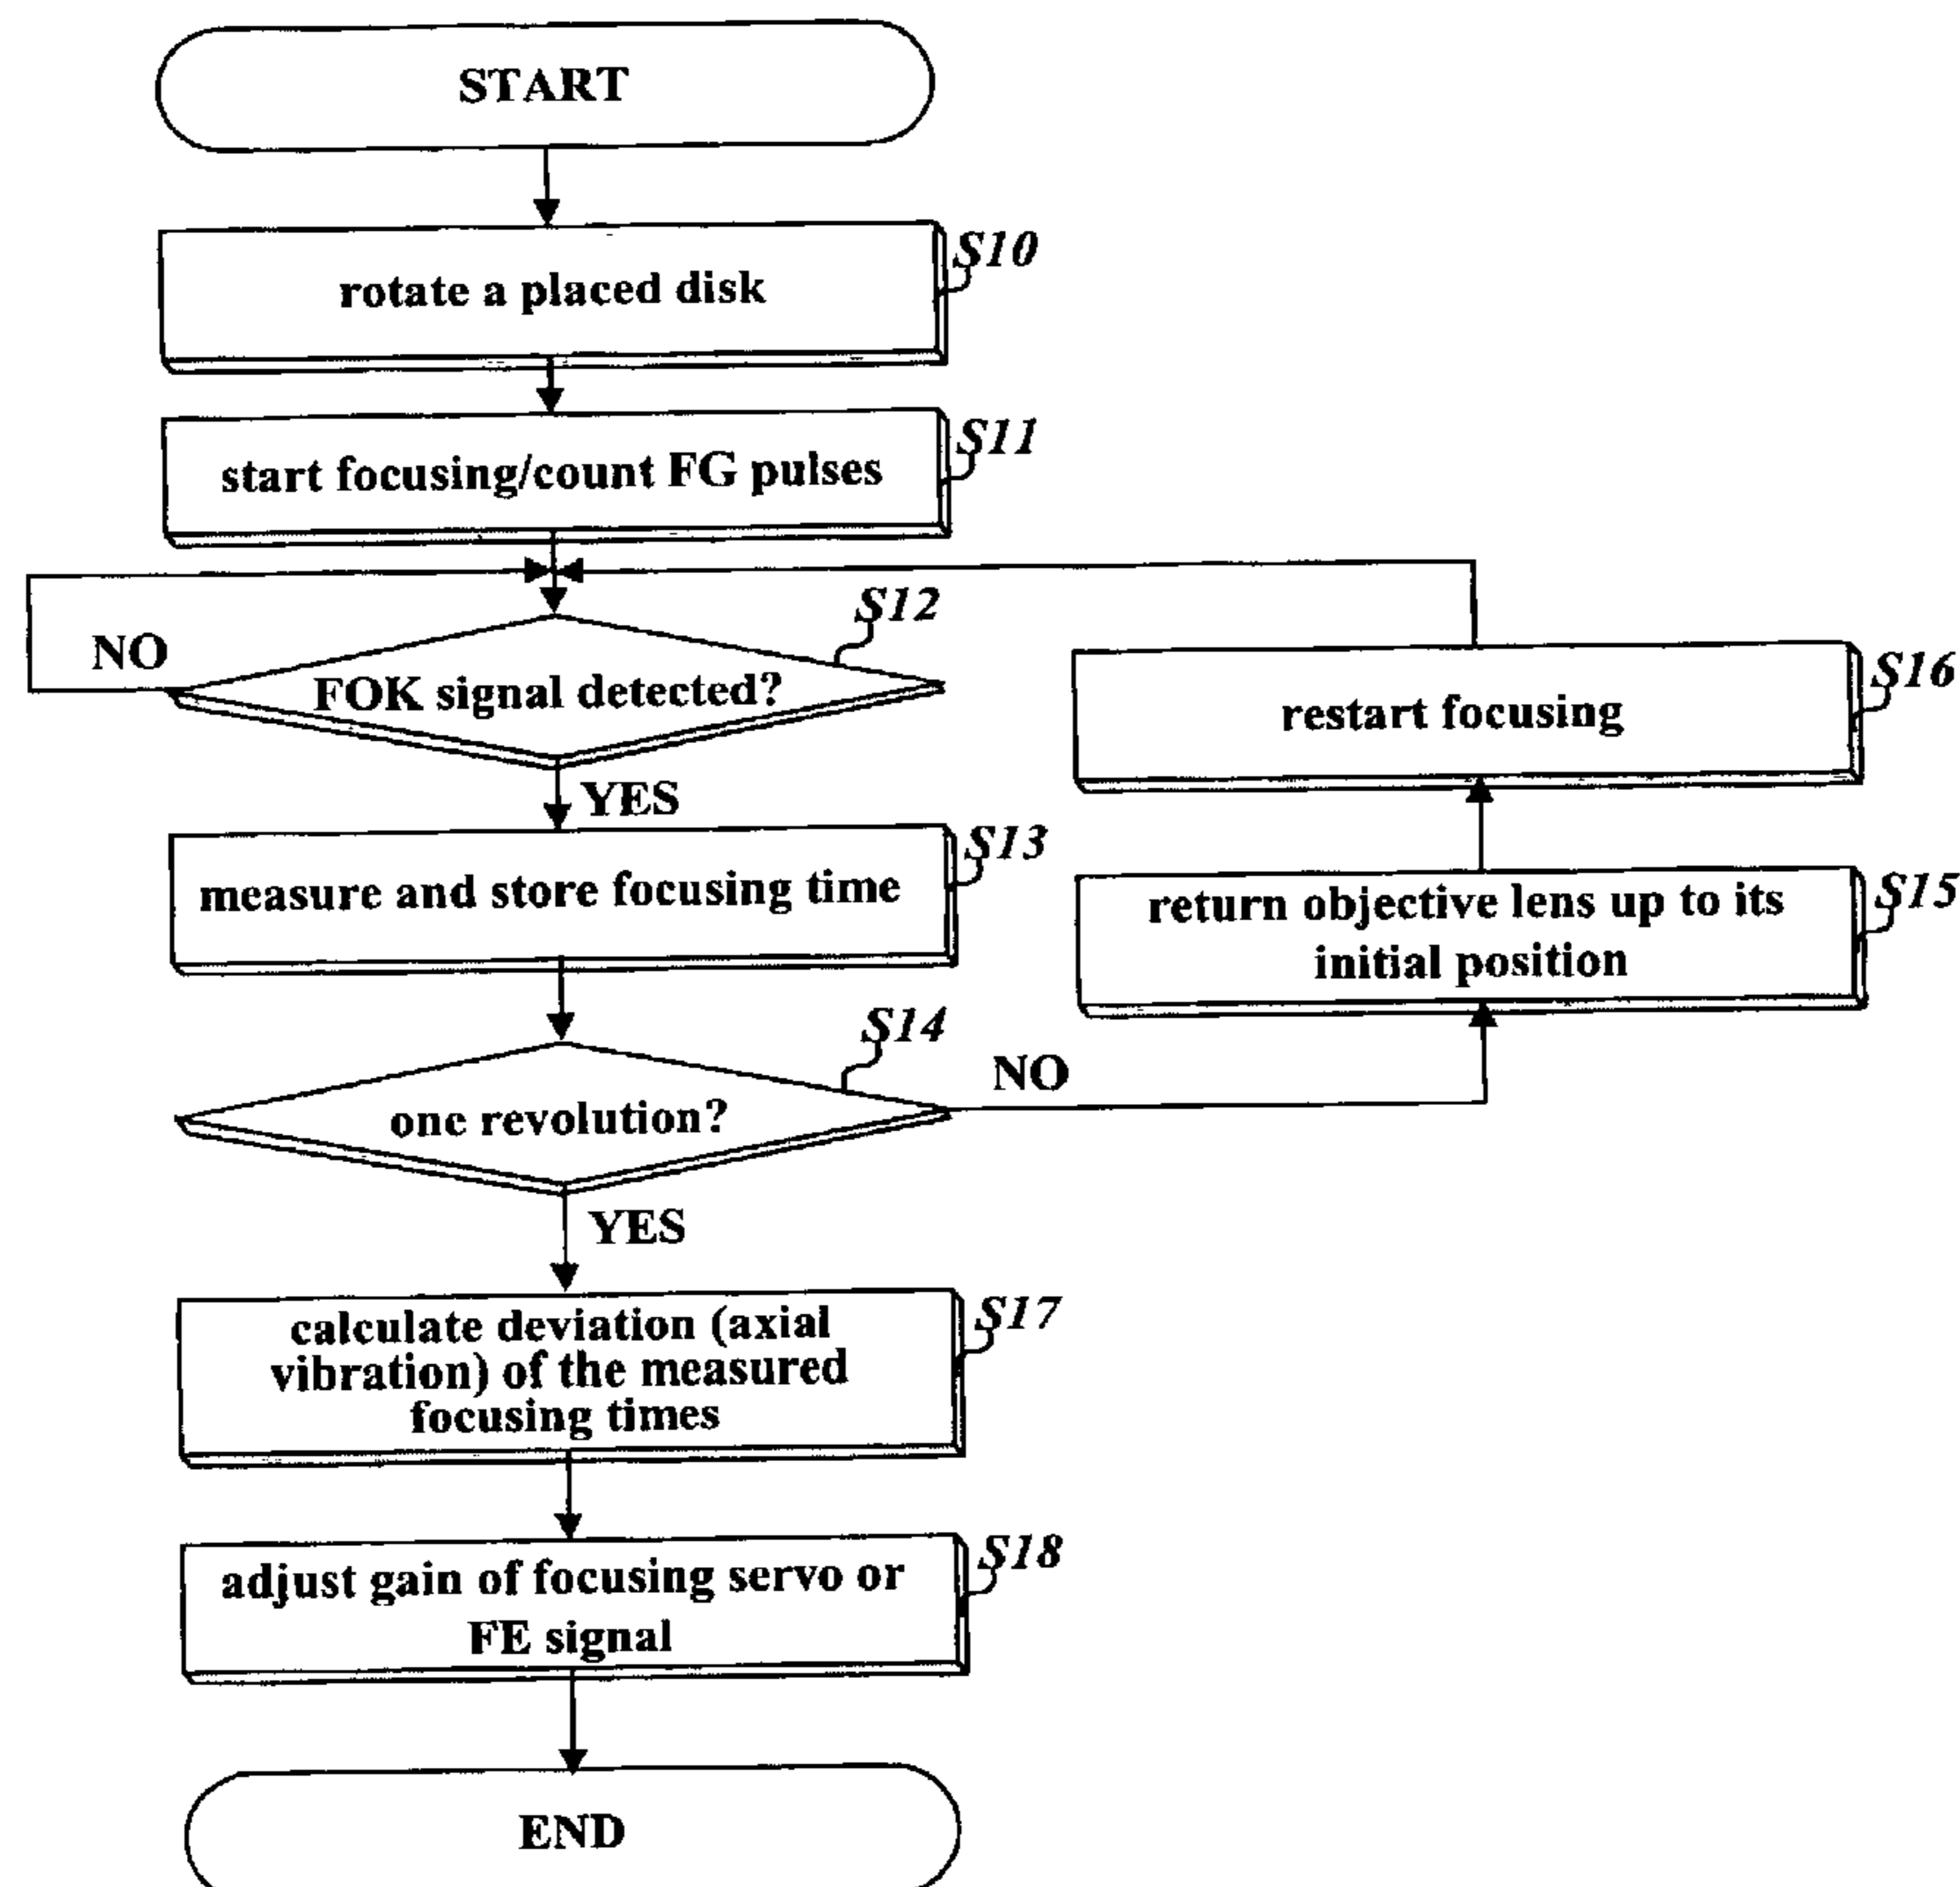 START
rotate a placed disk
S10
start focusing/count FG pulses
S11
NO
FOK signal detected?
S12
YES
measure and store focusing time
S13
one revolution?
S14
NO
return objective lens up to its
initial position
S15
restart focusing
S16
YES
calculate deviation (axial
vibration) of the measured
focusing times
S17
adjust gain of focusing servo or
FE signal
S18
END